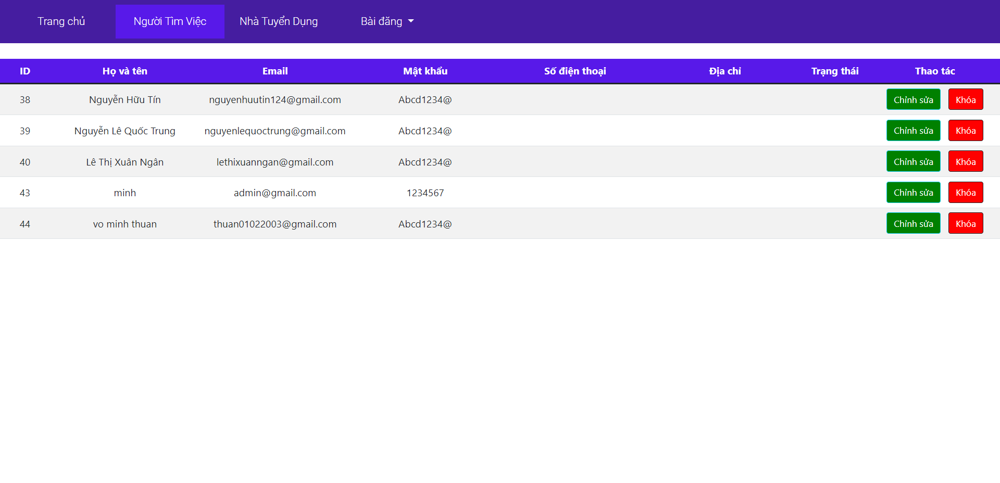 Trang chủ Người Tìm Việc Nhà Tuyển Dụng Bài đăng
ID Họ và tên Email Mật khẩu Số điện thoại Địa chỉ Trạng thái Thao tác
38 Nguyễn Hữu Tín nguyenhuutin124@gmail.com Abcd1234@ Chỉnh sửa Khóa
39 Nguyễn Lê Quốc Trung nguyenlequoctrung@gmail.com Abcd1234@ Chỉnh sửa Khóa
40 Lê Thị Xuân Ngân lethixuanngan@gmail.com Abcd1234@ Chỉnh sửa Khóa
43 minh admin@gmail.com 1234567 Chỉnh sửa Khóa
44 vo minh thuan thuan01022003@gmail.com Abcd1234@ Chỉnh sửa Khóa